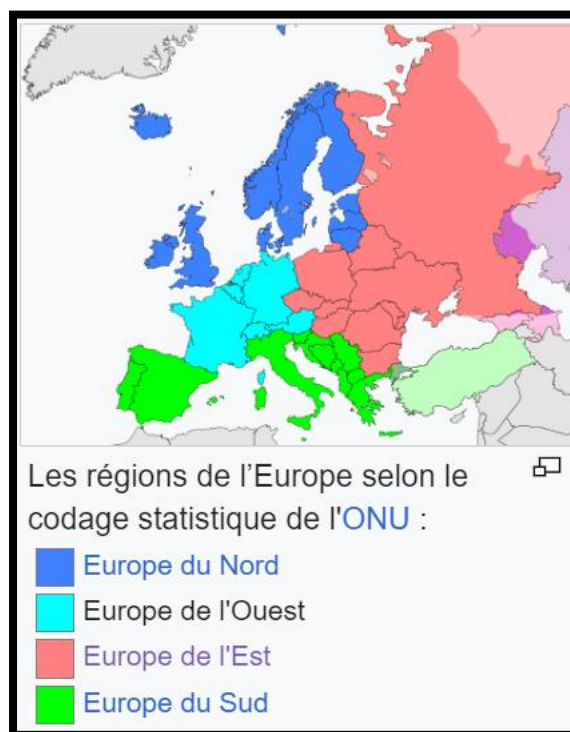 Les régions de l’Europe selon le
codage statistique de l'ONU :
Europe du Nord
Europe de l'Ouest
Europe de l'Est
Europe du Sud